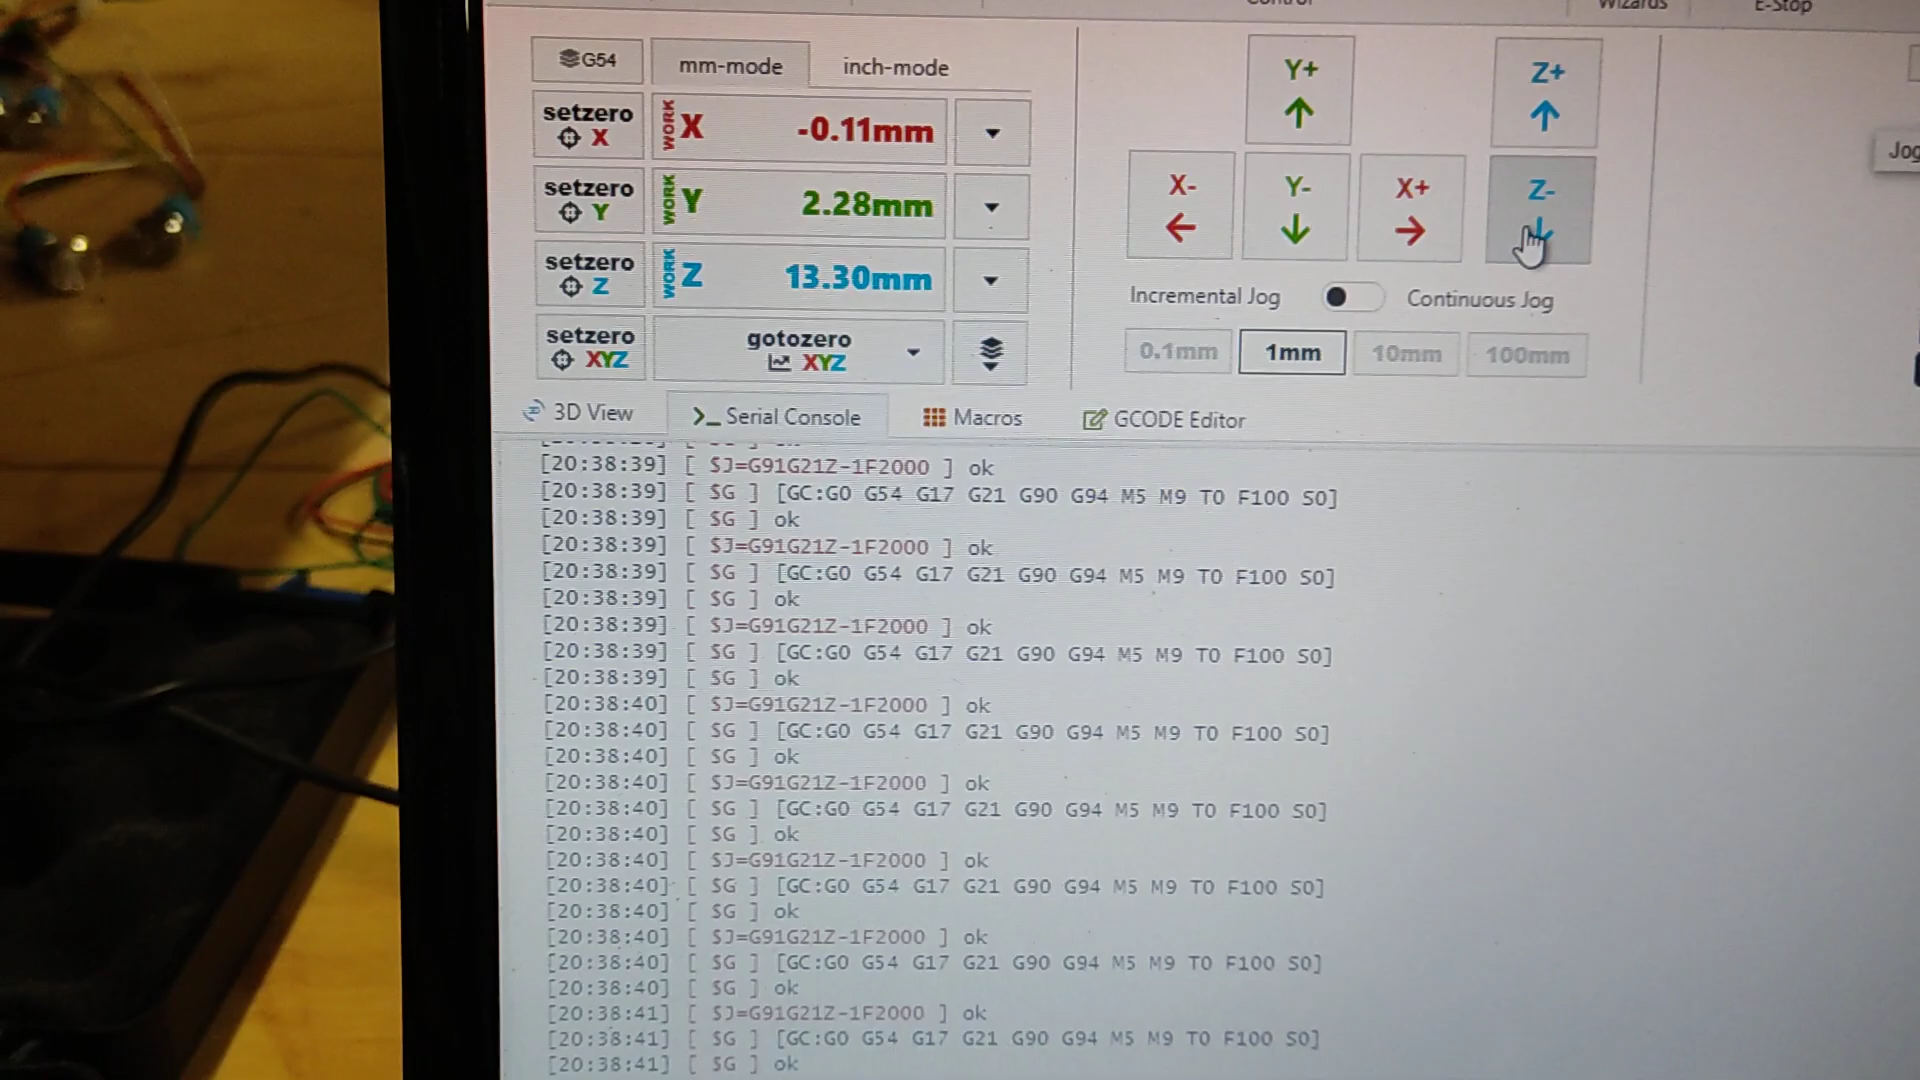 Control
Wizards
E-Stop
G54
mm-mode
inch-mode
setzero X
WORK X -0.11mm
setzero Y
WORK Y 2.28mm
setzero Z
WORK Z 13.30mm
setzero XYZ
gotozero XYZ
Y+
Z+
X-
Y-
X+
Z-
Jog
Incremental Jog
Continuous Jog
0.1mm
1mm
10mm
100mm
3D View
>_ Serial Console
Macros
GCODE Editor
[20:38:39] [ $J=G91G21Z-1F2000 ] ok
[20:38:39] [ $G ] [GC:G0 G54 G17 G21 G90 G94 M5 M9 T0 F100 S0]
[20:38:39] [ $G ] ok
[20:38:39] [ $J=G91G21Z-1F2000 ] ok
[20:38:39] [ $G ] [GC:G0 G54 G17 G21 G90 G94 M5 M9 T0 F100 S0]
[20:38:39] [ $G ] ok
[20:38:39] [ $J=G91G21Z-1F2000 ] ok
[20:38:39] [ $G ] [GC:G0 G54 G17 G21 G90 G94 M5 M9 T0 F100 S0]
[20:38:39] [ $G ] ok
[20:38:40] [ $J=G91G21Z-1F2000 ] ok
[20:38:40] [ $G ] [GC:G0 G54 G17 G21 G90 G94 M5 M9 T0 F100 S0]
[20:38:40] [ $G ] ok
[20:38:40] [ $J=G91G21Z-1F2000 ] ok
[20:38:40] [ $G ] [GC:G0 G54 G17 G21 G90 G94 M5 M9 T0 F100 S0]
[20:38:40] [ $G ] ok
[20:38:40] [ $J=G91G21Z-1F2000 ] ok
[20:38:40] [ $G ] [GC:G0 G54 G17 G21 G90 G94 M5 M9 T0 F100 S0]
[20:38:40] [ $G ] ok
[20:38:40] [ $J=G91G21Z-1F2000 ] ok
[20:38:40] [ $G ] [GC:G0 G54 G17 G21 G90 G94 M5 M9 T0 F100 S0]
[20:38:40] [ $G ] ok
[20:38:41] [ $J=G91G21Z-1F2000 ] ok
[20:38:41] [ $G ] [GC:G0 G54 G17 G21 G90 G94 M5 M9 T0 F100 S0]
[20:38:41] [ $G ] ok